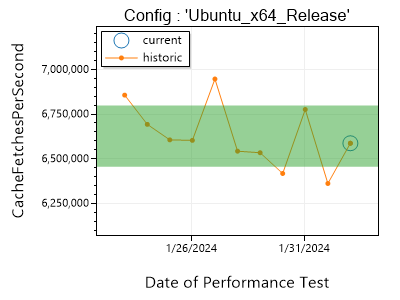 Config : 'Ubuntu_x64_Release'
current
historic
CacheFetchesPerSecond
7,000,000
6,750,000
6,500,000
6,250,000
1/26/2024
1/31/2024
Date of Performance Test